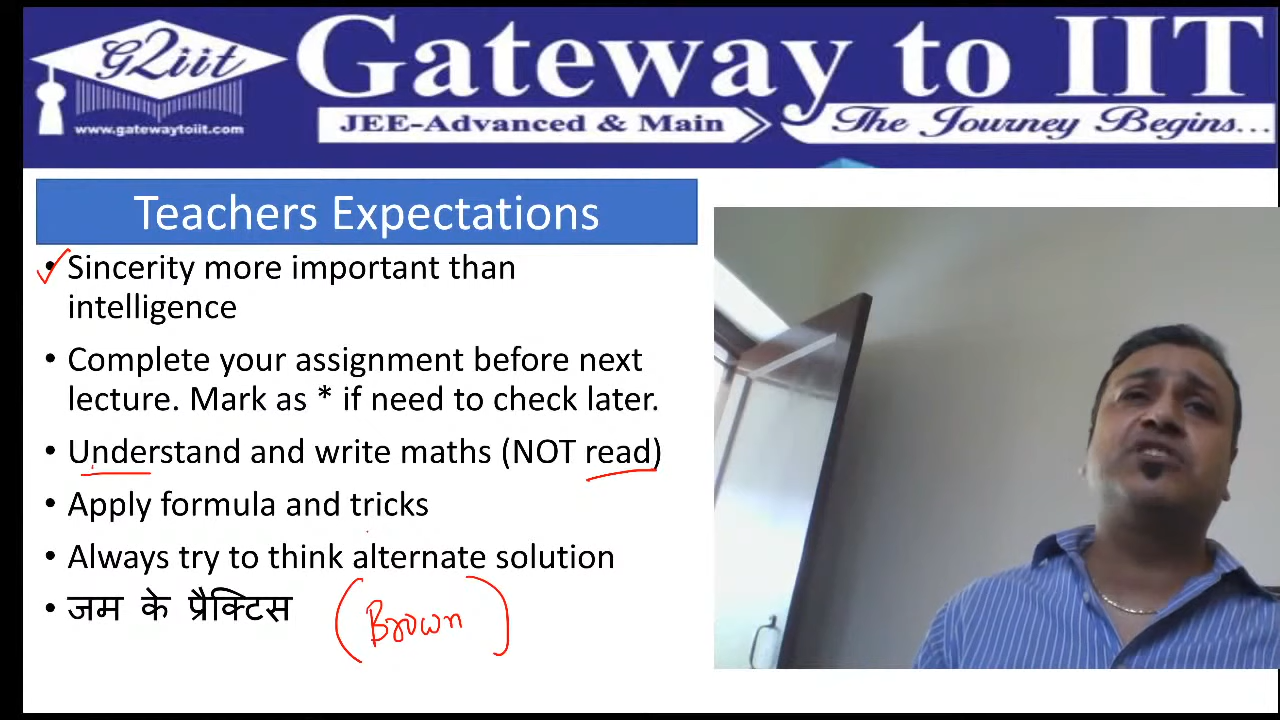 G2iit
www.gatewaytoiit.com
Gateway to IIT
JEE-Advanced & Main
The Journey Begins...
Teachers Expectations
• Sincerity more important than
intelligence
• Complete your assignment before next
lecture. Mark as * if need to check later.
• Understand and write maths (NOT read)
• Apply formula and tricks
• Always try to think alternate solution
• जम के प्रैक्टिस (Brown)